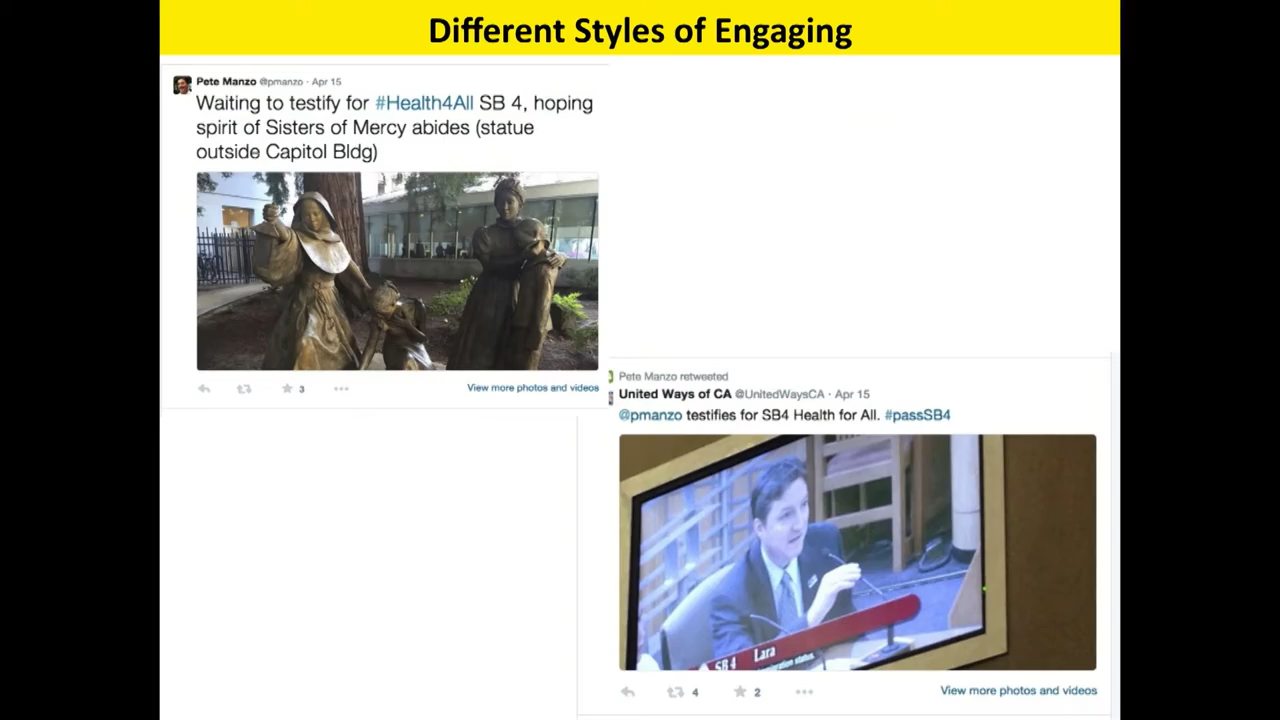 Different Styles of Engaging
Pete Manzo @pmanzo · Apr 15
Waiting to testify for #Health4All SB 4, hoping
spirit of Sisters of Mercy abides (statue
outside Capitol Bldg)
3
View more photos and videos
Pete Manzo retweeted
United Ways of CA @UnitedWaysCA · Apr 15
@pmanzo testifies for SB4 Health for All. #passSB4
SB 4 Lara
status.
4 2
View more photos and videos